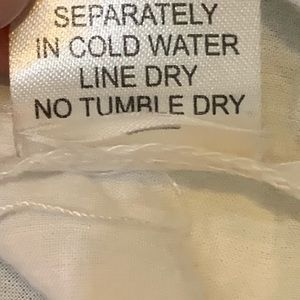 SEPARATELY
IN COLD WATER
LINE DRY
NO TUMBLE DRY